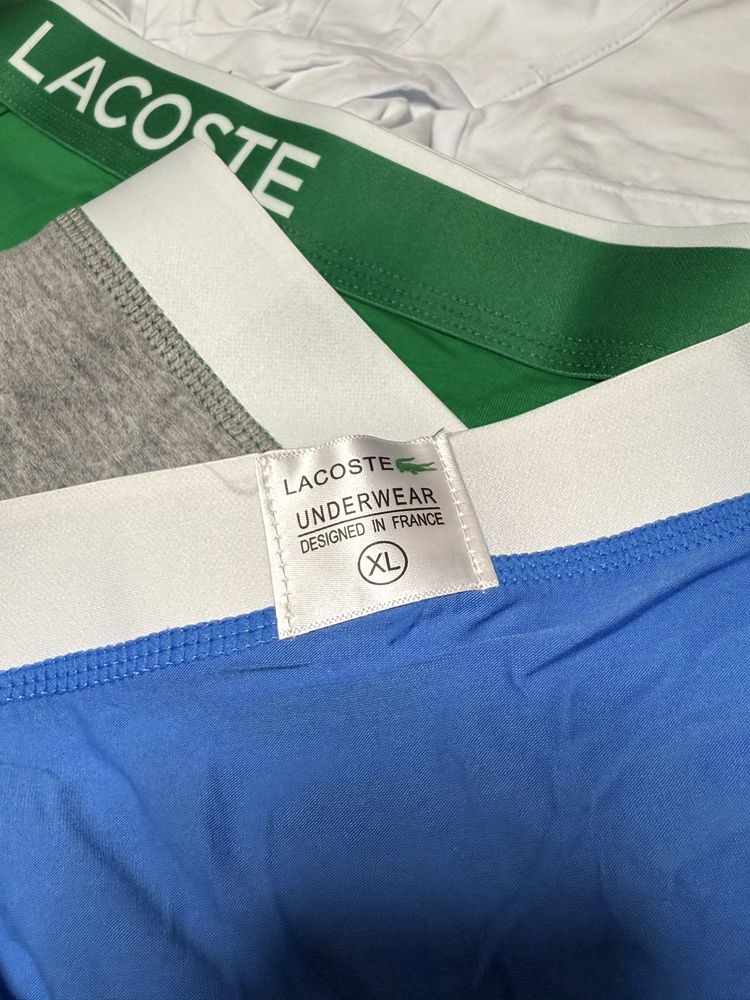 LACOSTE
LACOSTE
UNDERWEAR
DESIGNED IN FRANCE
XL